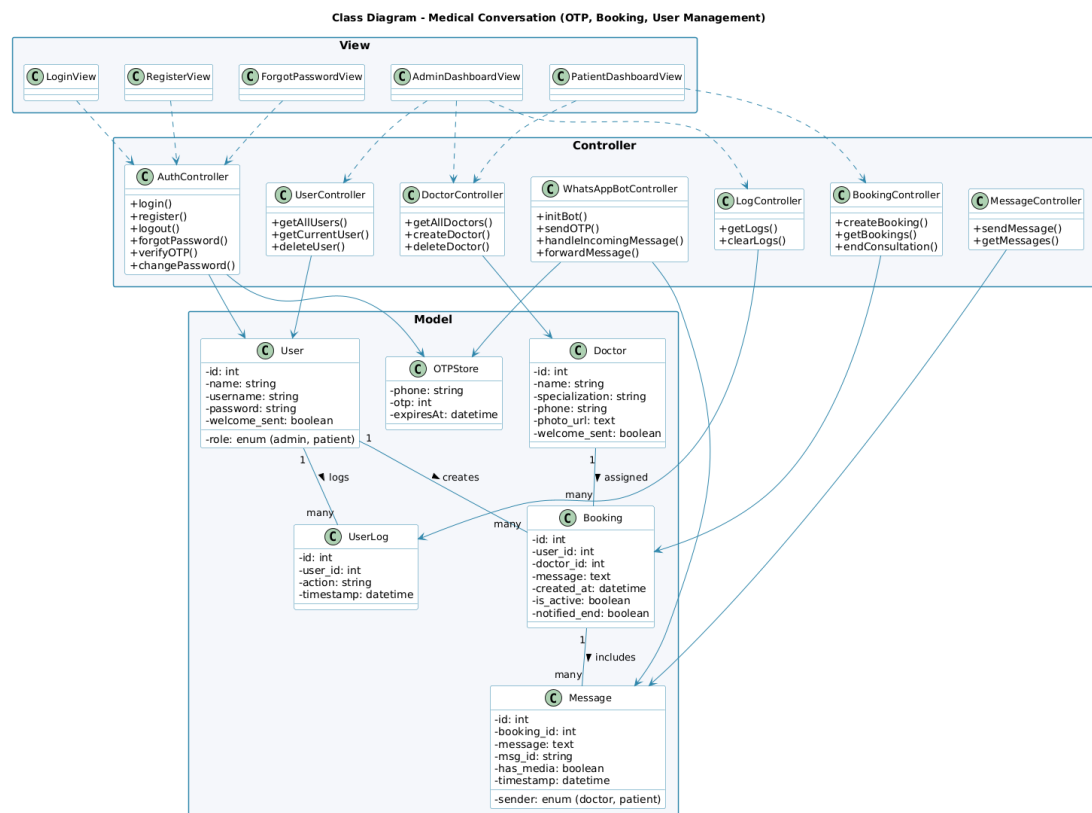 Class Diagram - Medical Conversation (OTP, Booking, User Management)
View
C LoginView
C RegisterView
C ForgotPasswordView
C AdminDashboardView
C PatientDashboardView
Controller
C AuthController
+login()
+register()
+logout()
+forgotPassword()
+verifyOTP()
+changePassword()
C UserController
+getAllUsers()
+getCurrentUser()
+deleteUser()
C DoctorController
+getAllDoctors()
+createDoctor()
+deleteDoctor()
C WhatsAppBotController
+initBot()
+sendOTP()
+handleIncomingMessage()
+forwardMessage()
C LogController
+getLogs()
+clearLogs()
C BookingController
+createBooking()
+getBookings()
+endConsultation()
C MessageController
+sendMessage()
+getMessages()
Model
C User
-id: int
-name: string
-username: string
-password: string
-welcome_sent: boolean
-role: enum (admin, patient)
C OTPStore
-phone: string
-otp: int
-expiresAt: datetime
C Doctor
-id: int
-name: string
-specialization: string
-phone: string
-photo_url: text
-welcome_sent: boolean
1
logs
many
1
creates
many
1
assigned
many
C UserLog
-id: int
-user_id: int
-action: string
-timestamp: datetime
C Booking
-id: int
-user_id: int
-doctor_id: int
-message: text
-created_at: datetime
-is_active: boolean
-notified_end: boolean
1
includes
many
C Message
-id: int
-booking_id: int
-message: text
-msg_id: string
-has_media: boolean
-timestamp: datetime
-sender: enum (doctor, patient)